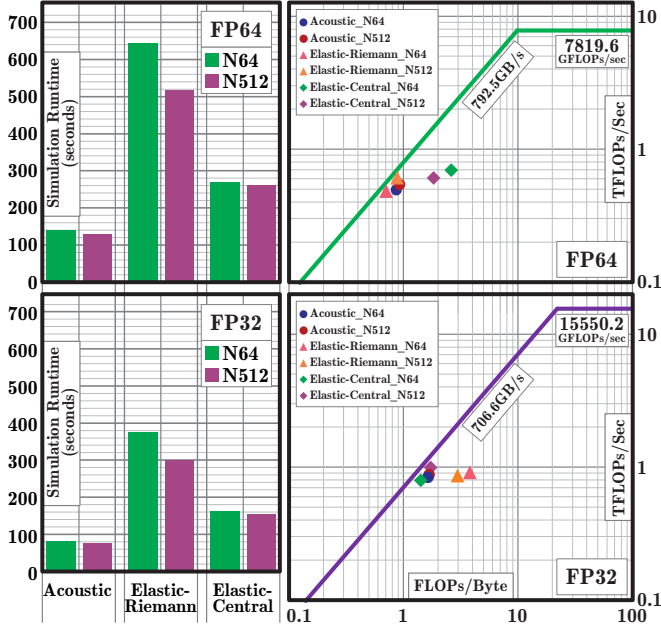 700
600
500
400
300
200
100
0
Simulation Runtime
(seconds)
FP64
N64
N512
Acoustic_N64
Acoustic_N512
Elastic-Riemann_N64
Elastic-Riemann_N512
Elastic-Central_N64
Elastic-Central_N512
792.5GB/s
7819.6
GFLOPs/sec
TFLOPs/Sec
FP64
10
1
0.1
700
600
500
400
300
200
100
0
Simulation Runtime
(seconds)
FP32
N64
N512
Acoustic
Elastic-
Riemann
Elastic-
Central
Acoustic_N64
Acoustic_N512
Elastic-Riemann_N64
Elastic-Riemann_N512
Elastic-Central_N64
Elastic-Central_N512
706.6GB/s
15550.2
GFLOPs/sec
TFLOPs/Sec
FLOPs/Byte
FP32
10
1
0.1
0.1
1
10
100